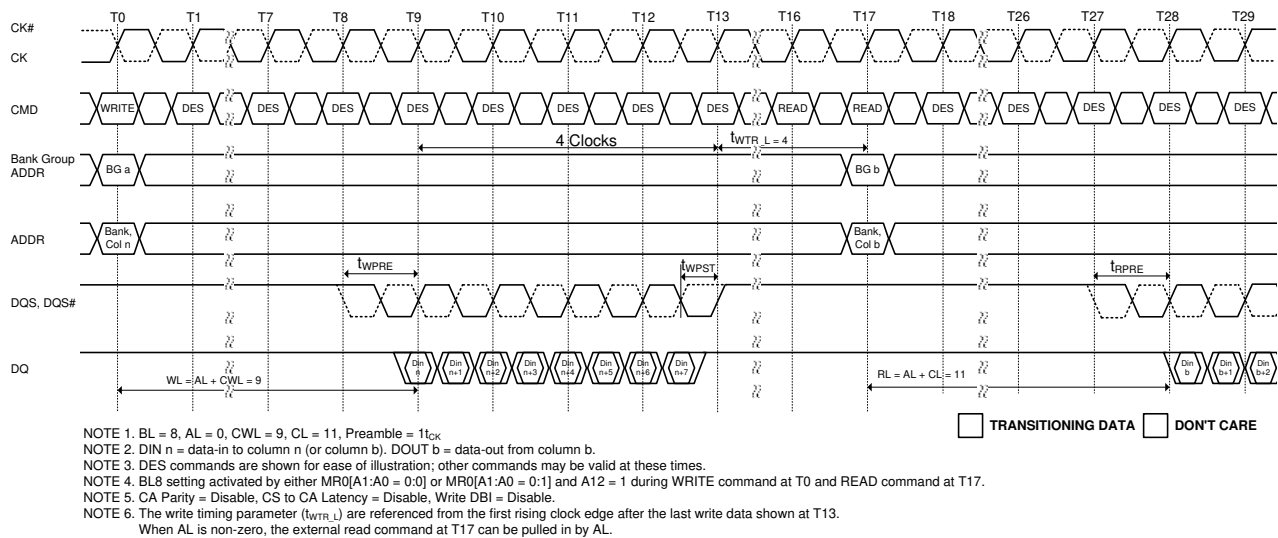 T0 T1 T7 T8 T9 T10 T11 T12 T13 T16 T17 T18 T26 T27 T28 T29
CK#
CK
CMD WRITE DES DES DES DES DES DES DES DES READ READ DES DES DES DES DES
4 Clocks tWTR_L = 4
Bank Group
ADDR
BG a BG b
ADDR
Bank, Col n
Bank, Col b
tWPRE tWPST tRPRE
DQS, DQS#
DQ
Din n
Din n+1
Din n+2
Din n+3
Din n+4
Din n+5
Din n+6
Din n+7
Din b
Din b+1
Din b+2
WL = AL + CWL = 9
RL = AL + CL = 11
TRANSITIONING DATA DON'T CARE
NOTE 1. BL = 8, AL = 0, CWL = 9, CL = 11, Preamble = 1tCK
NOTE 2. DIN n = data-in to column n (or column b). DOUT b = data-out from column b.
NOTE 3. DES commands are shown for ease of illustration; other commands may be valid at these times.
NOTE 4. BL8 setting activated by either MR0[A1:A0 = 0:0] or MR0[A1:A0 = 0:1] and A12 = 1 during WRITE command at T0 and READ command at T17.
NOTE 5. CA Parity = Disable, CS to CA Latency = Disable, Write DBI = Disable.
NOTE 6. The write timing parameter (tWTR_L) are referenced from the first rising clock edge after the last write data shown at T13.
When AL is non-zero, the external read command at T17 can be pulled in by AL.